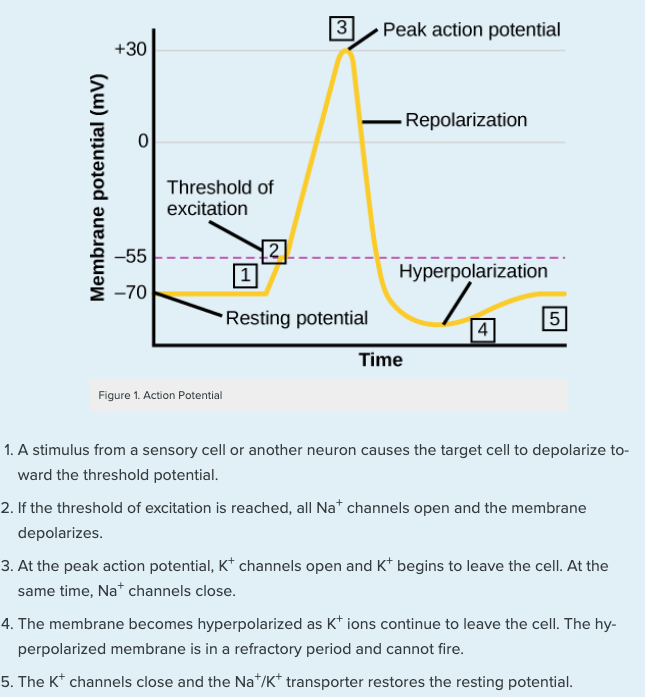 3 Peak action potential
+30
Repolarization
0
Membrane potential (mV)
Threshold of
excitation
2
–55
1
Hyperpolarization
–70
Resting potential
4
5
Time
Figure 1. Action Potential
1. A stimulus from a sensory cell or another neuron causes the target cell to depolarize to-
ward the threshold potential.
2. If the threshold of excitation is reached, all Na⁺ channels open and the membrane
depolarizes.
3. At the peak action potential, K⁺ channels open and K⁺ begins to leave the cell. At the
same time, Na⁺ channels close.
4. The membrane becomes hyperpolarized as K⁺ ions continue to leave the cell. The hy-
perpolarized membrane is in a refractory period and cannot fire.
5. The K⁺ channels close and the Na⁺/K⁺ transporter restores the resting potential.